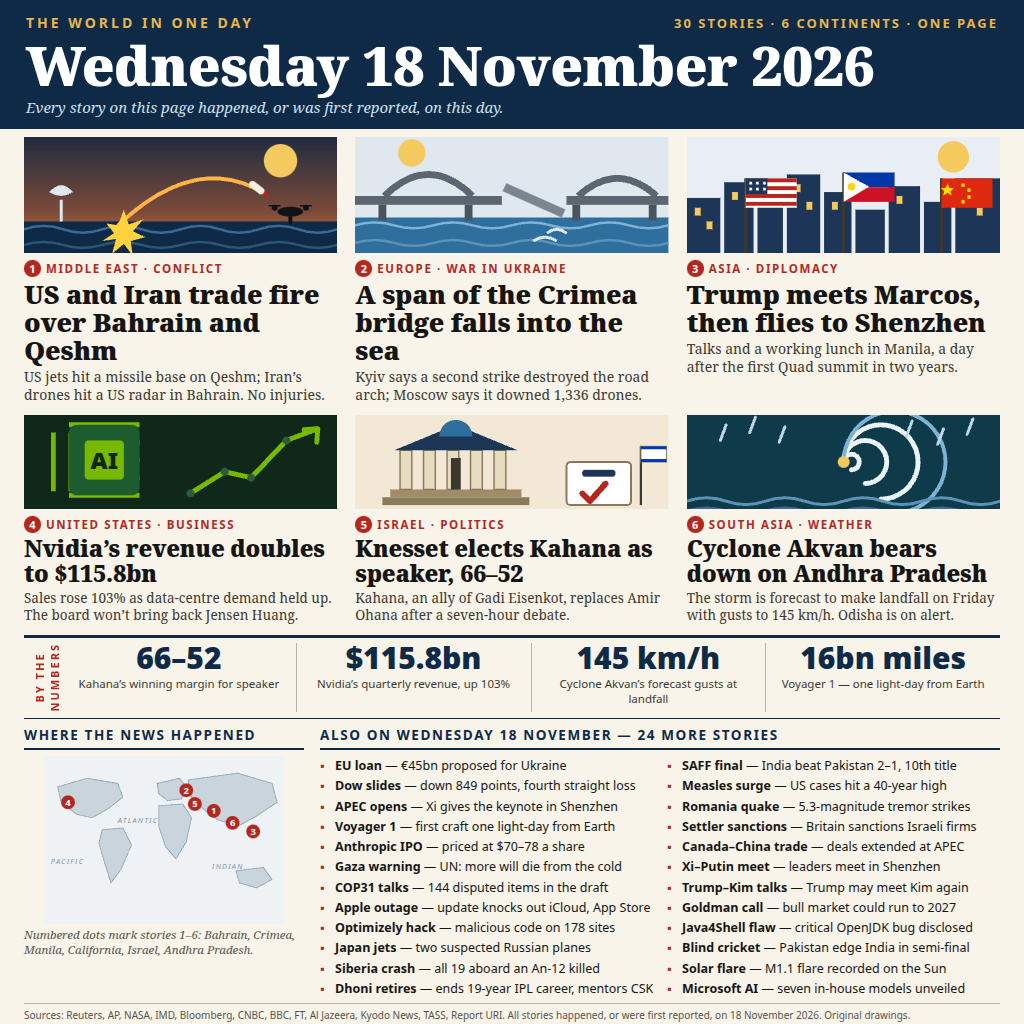 THE WORLD IN ONE DAY
30 STORIES · 6 CONTINENTS · ONE PAGE
Wednesday 18 November 2026
Every story on this page happened, or was first reported, on this day.
1 MIDDLE EAST · CONFLICT
US and Iran trade fire
over Bahrain and
Qeshm
US jets hit a missile base on Qeshm; Iran’s
drones hit a US radar in Bahrain. No injuries.
2 EUROPE · WAR IN UKRAINE
A span of the Crimea
bridge falls into the
sea
Kyiv says a second strike destroyed the road
arch; Moscow says it downed 1,336 drones.
3 ASIA · DIPLOMACY
Trump meets Marcos,
then flies to Shenzhen
Talks and a working lunch in Manila, a day
after the first Quad summit in two years.
AI
4 UNITED STATES · BUSINESS
Nvidia’s revenue doubles
to $115.8bn
Sales rose 103% as data-centre demand held up.
The board won’t bring back Jensen Huang.
5 ISRAEL · POLITICS
Knesset elects Kahana as
speaker, 66–52
Kahana, an ally of Gadi Eisenkot, replaces Amir
Ohana after a seven-hour debate.
6 SOUTH ASIA · WEATHER
Cyclone Akvan bears
down on Andhra Pradesh
The storm is forecast to make landfall on Friday
with gusts to 145 km/h. Odisha is on alert.
BY THE
NUMBERS
66–52
Kahana’s winning margin for speaker
$115.8bn
Nvidia’s quarterly revenue, up 103%
145 km/h
Cyclone Akvan’s forecast gusts at
landfall
16bn miles
Voyager 1 — one light-day from Earth
WHERE THE NEWS HAPPENED
4
2
5
1
6
3
ATLANTIC
PACIFIC
INDIAN
Numbered dots mark stories 1–6: Bahrain, Crimea,
Manila, California, Israel, Andhra Pradesh.
ALSO ON WEDNESDAY 18 NOVEMBER — 24 MORE STORIES
▪ EU loan — €45bn proposed for Ukraine
▪ Dow slides — down 849 points, fourth straight loss
▪ APEC opens — Xi gives the keynote in Shenzhen
▪ Voyager 1 — first craft one light-day from Earth
▪ Anthropic IPO — priced at $70–78 a share
▪ Gaza warning — UN: more will die from the cold
▪ COP31 talks — 144 disputed items in the draft
▪ Apple outage — update knocks out iCloud, App Store
▪ Optimizely hack — malicious code on 178 sites
▪ Japan jets — two suspected Russian planes
▪ Siberia crash — all 19 aboard an An-12 killed
▪ Dhoni retires — ends 19-year IPL career, mentors CSK
▪ SAFF final — India beat Pakistan 2–1, 10th title
▪ Measles surge — US cases hit a 40-year high
▪ Romania quake — 5.3-magnitude tremor strikes
▪ Settler sanctions — Britain sanctions Israeli firms
▪ Canada–China trade — deals extended at APEC
▪ Xi–Putin meet — leaders meet in Shenzhen
▪ Trump–Kim talks — Trump may meet Kim again
▪ Goldman call — bull market could run to 2027
▪ Java4Shell flaw — critical OpenJDK bug disclosed
▪ Blind cricket — Pakistan edge India in semi-final
▪ Solar flare — M1.1 flare recorded on the Sun
▪ Microsoft AI — seven in-house models unveiled
Sources: Reuters, AP, NASA, IMD, Bloomberg, CNBC, BBC, FT, Al Jazeera, Kyodo News, TASS, Report URI. All stories happened, or were first reported, on 18 November 2026. Original drawings.